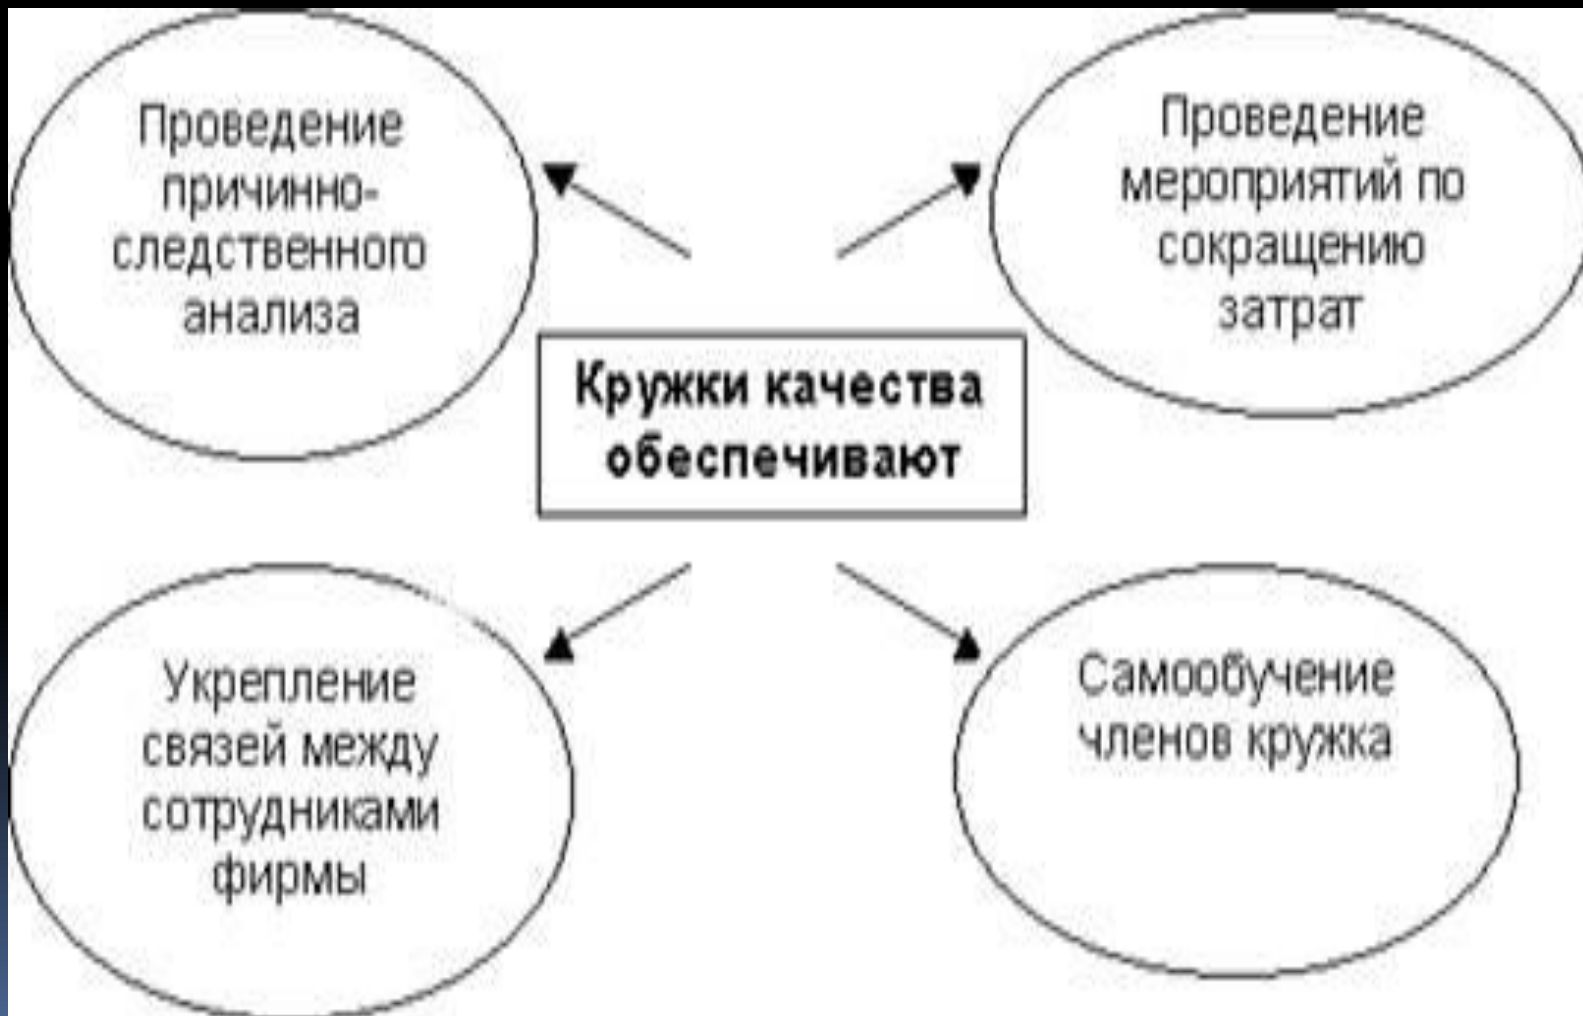 Проведение
причинно-
следственного
анализа
Проведение
мероприятий по
сокращению
затрат
Кружки качества
обеспечивают
Укрепление
связей между
сотрудниками
фирмы
Самообучение
членов кружка